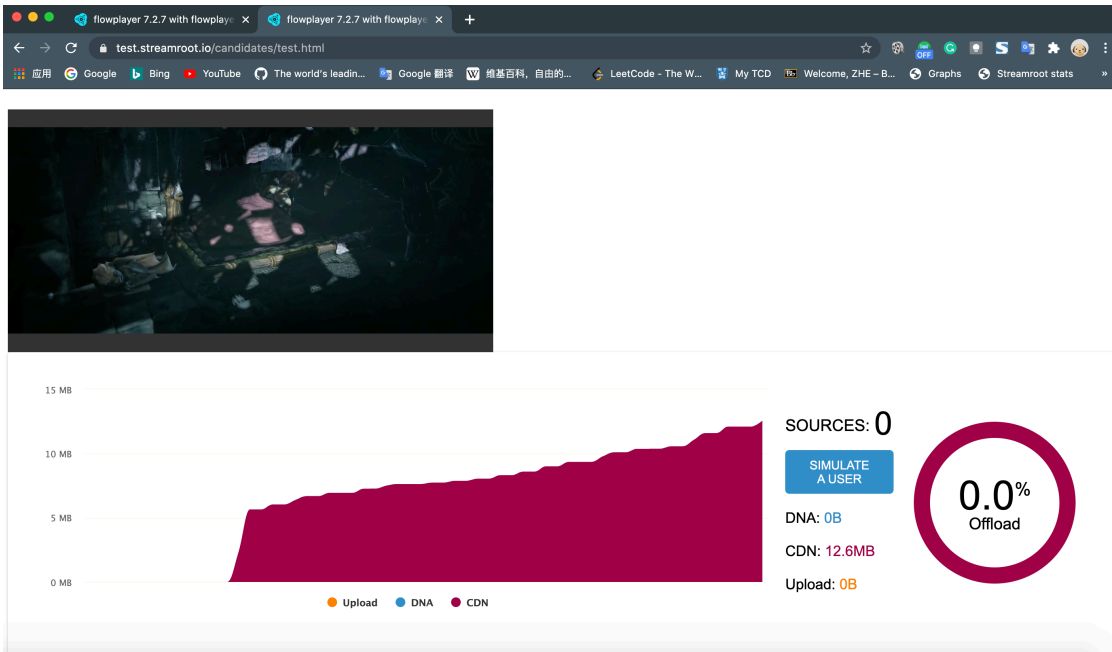 flowplayer 7.2.7 with flowplaye
flowplayer 7.2.7 with flowplaye
test.streamroot.io/candidates/test.html
OFF
应用 Google Bing YouTube The world's leadin... Google 翻译 维基百科，自由的... LeetCode - The W... My TCD Welcome, ZHE – B... Graphs Streamroot stats »
15 MB
10 MB
5 MB
0 MB
Upload DNA CDN
SOURCES: 0
SIMULATE
A USER
DNA: 0B
CDN: 12.6MB
Upload: 0B
0.0%
Offload